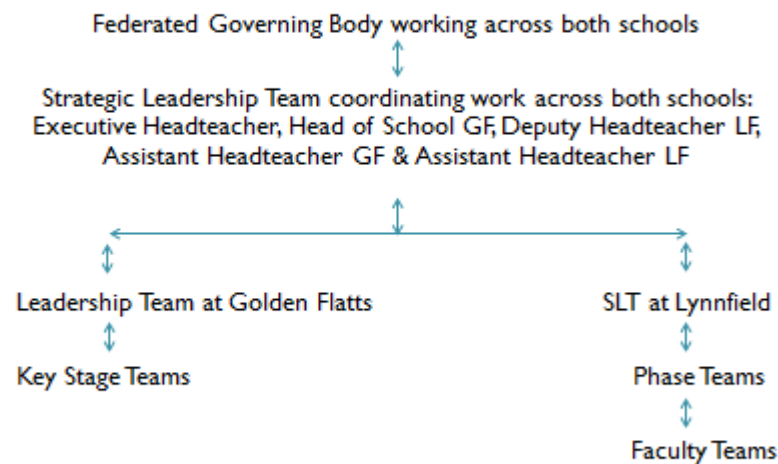 Federated Governing Body working across both schools
Strategic Leadership Team coordinating work across both schools:
Executive Headteacher, Head of School GF, Deputy Headteacher LF,
Assistant Headteacher GF & Assistant Headteacher LF
Leadership Team at Golden Flatts
SLT at Lynnfield
Key Stage Teams
Phase Teams
Faculty Teams